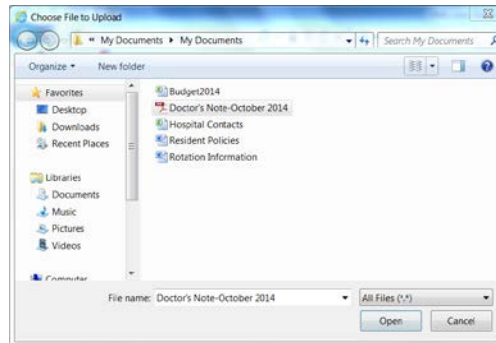 Choose File to Upload
« My Documents ▸ My Documents
Search My Documents
Organize ▾ New folder
Favorites
Desktop
Downloads
Recent Places
Libraries
Documents
Music
Pictures
Videos
Computer
Budget2014
Doctor's Note-October 2014
Hospital Contacts
Resident Policies
Rotation Information
File name: Doctor's Note-October 2014
All Files (*.*)
Open Cancel